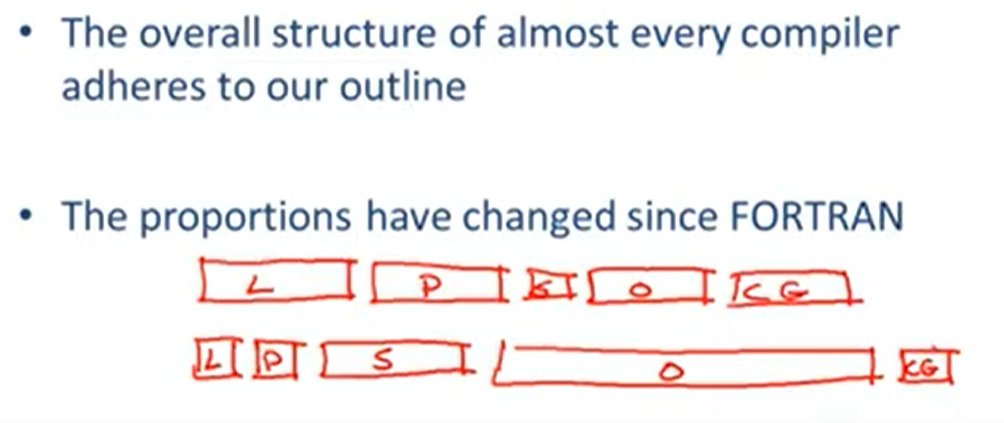 • The overall structure of almost every compiler
adheres to our outline
• The proportions have changed since FORTRAN
L P S O CG
L P S O CG